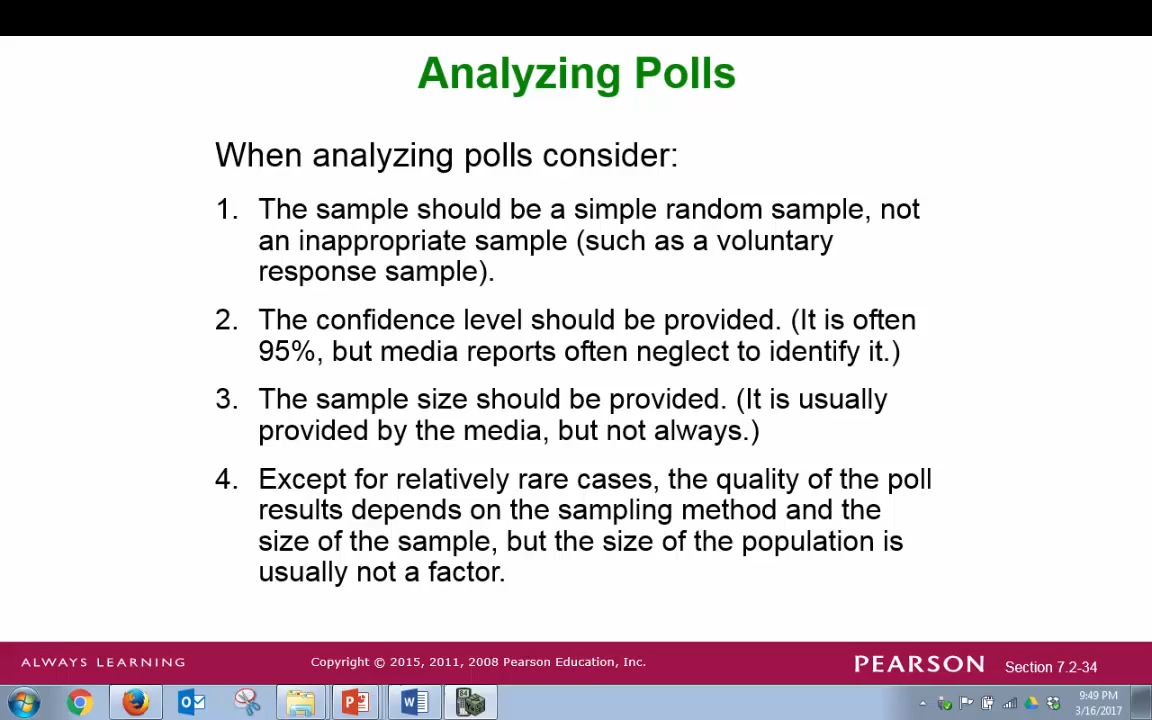 Analyzing Polls
When analyzing polls consider:
1. The sample should be a simple random sample, not
an inappropriate sample (such as a voluntary
response sample).
2. The confidence level should be provided. (It is often
95%, but media reports often neglect to identify it.)
3. The sample size should be provided. (It is usually
provided by the media, but not always.)
4. Except for relatively rare cases, the quality of the poll
results depends on the sampling method and the
size of the sample, but the size of the population is
usually not a factor.
ALWAYS LEARNING
Copyright © 2015, 2011, 2008 Pearson Education, Inc.
PEARSON
Section 7.2-34
9:49 PM
3/16/2017